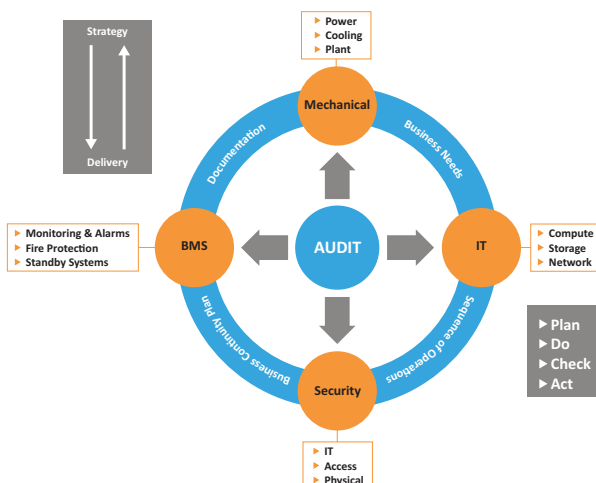 Strategy
Delivery
Power
Cooling
Plant
Mechanical
Documentation
Business Needs
Monitoring & Alarms
Fire Protection
Standby Systems
BMS
AUDIT
IT
Compute
Storage
Network
Business Continuity Plan
Sequence of Operations
Plan
Do
Check
Act
Security
IT
Access
Physical